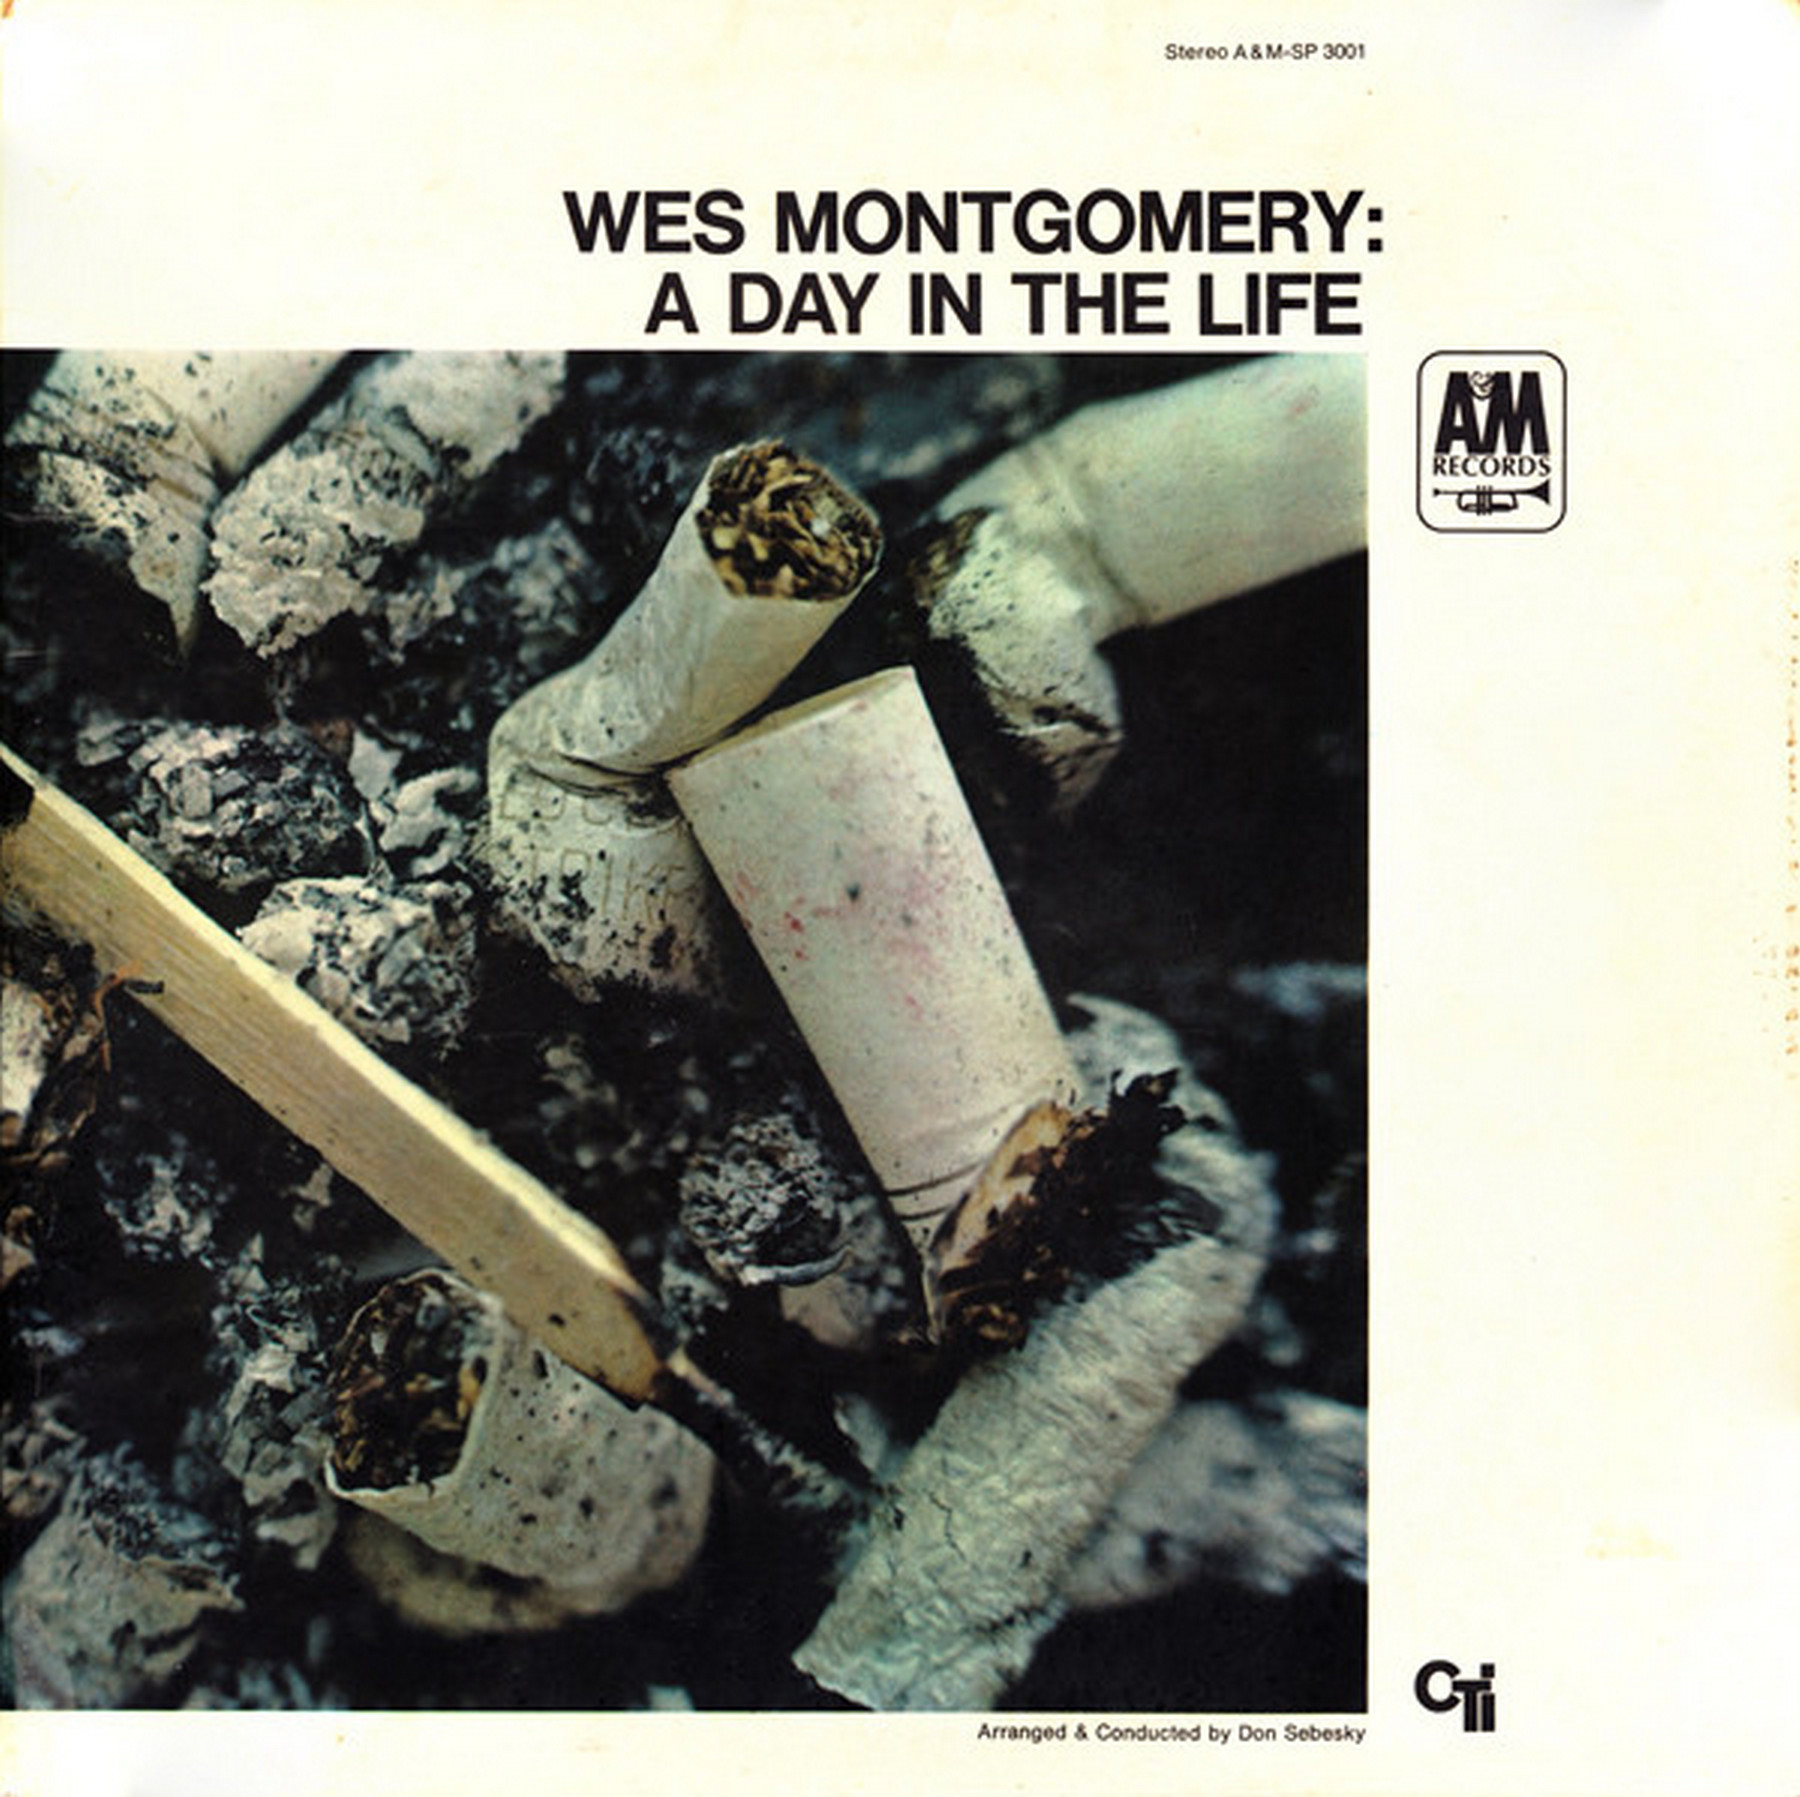 Stereo A&M-SP 3001
WES MONTGOMERY:
A DAY IN THE LIFE
A&M
RECORDS
Arranged & Conducted by Don Sebesky
CTi